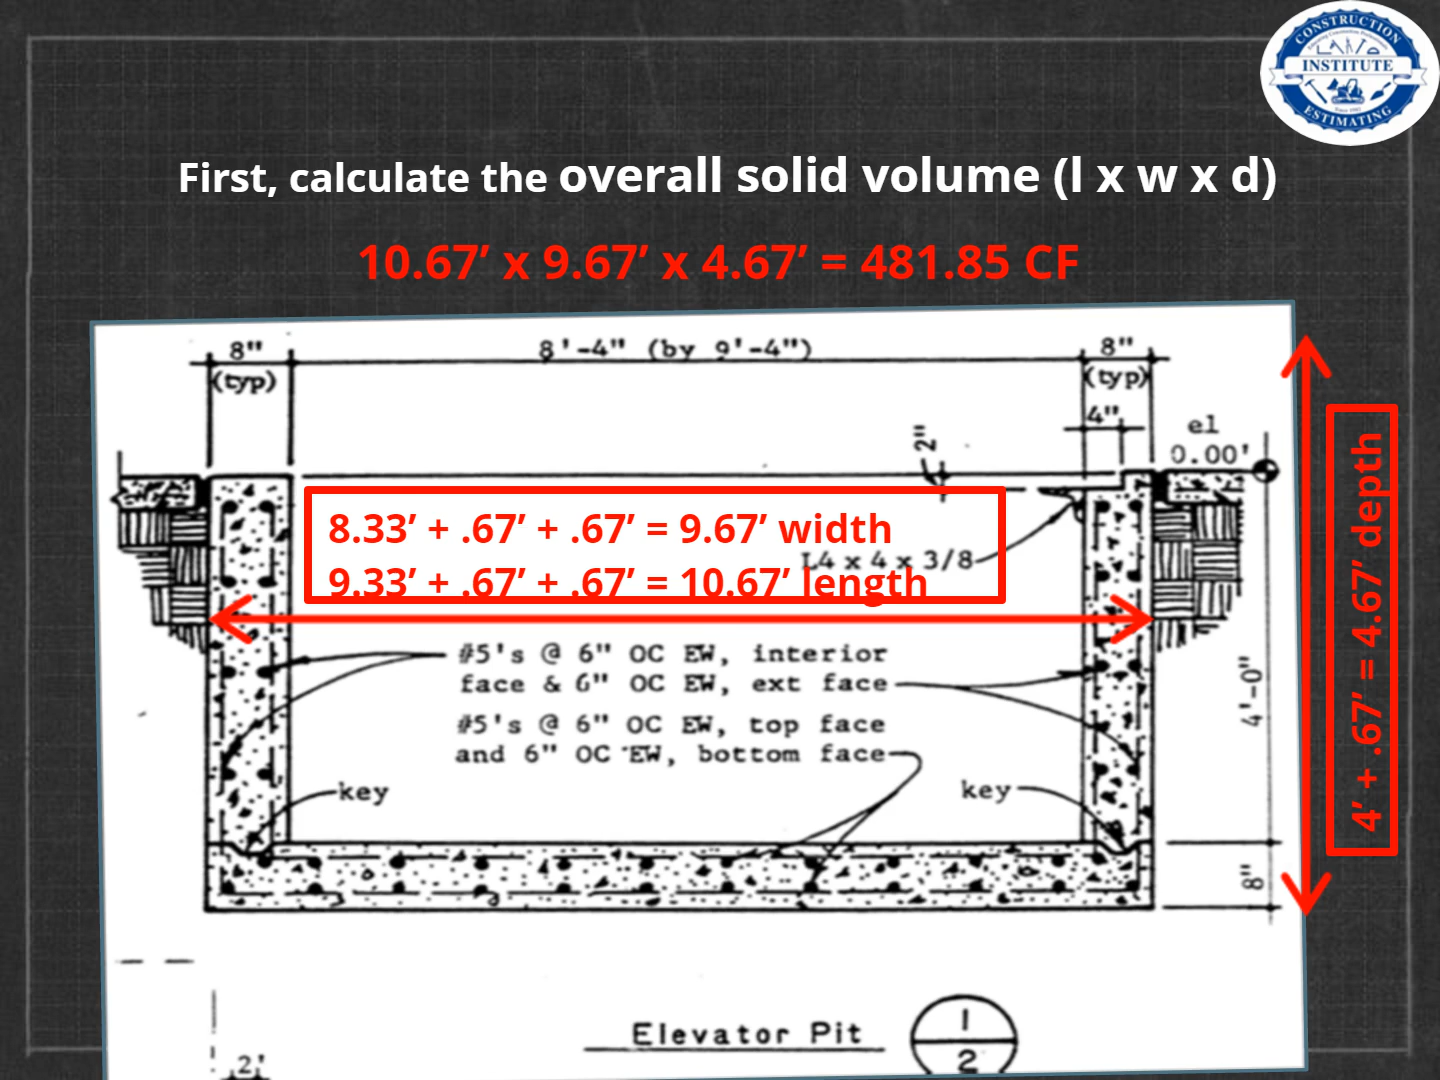 CONSTRUCTION
INSTITUTE
ESTIMATING
First, calculate the overall solid volume (l x w x d)
10.67’ x 9.67’ x 4.67’ = 481.85 CF
8"
8'-4" (by 9'-4")
8"
(typ)
(typ)
4"
2"
el
0.00'
8.33’ + .67’ + .67’ = 9.67’ width
L4 x 4 x 3/8
9.33’ + .67’ + .67’ = 10.67’ length
4’ + .67’ = 4.67’ depth
#5's @ 6" OC EW, interior
face & 6" OC EW, ext face
4'-0"
#5's @ 6" OC EW, top face
and 6" OC EW, bottom face
key
key
8"
Elevator Pit
1
2
2'